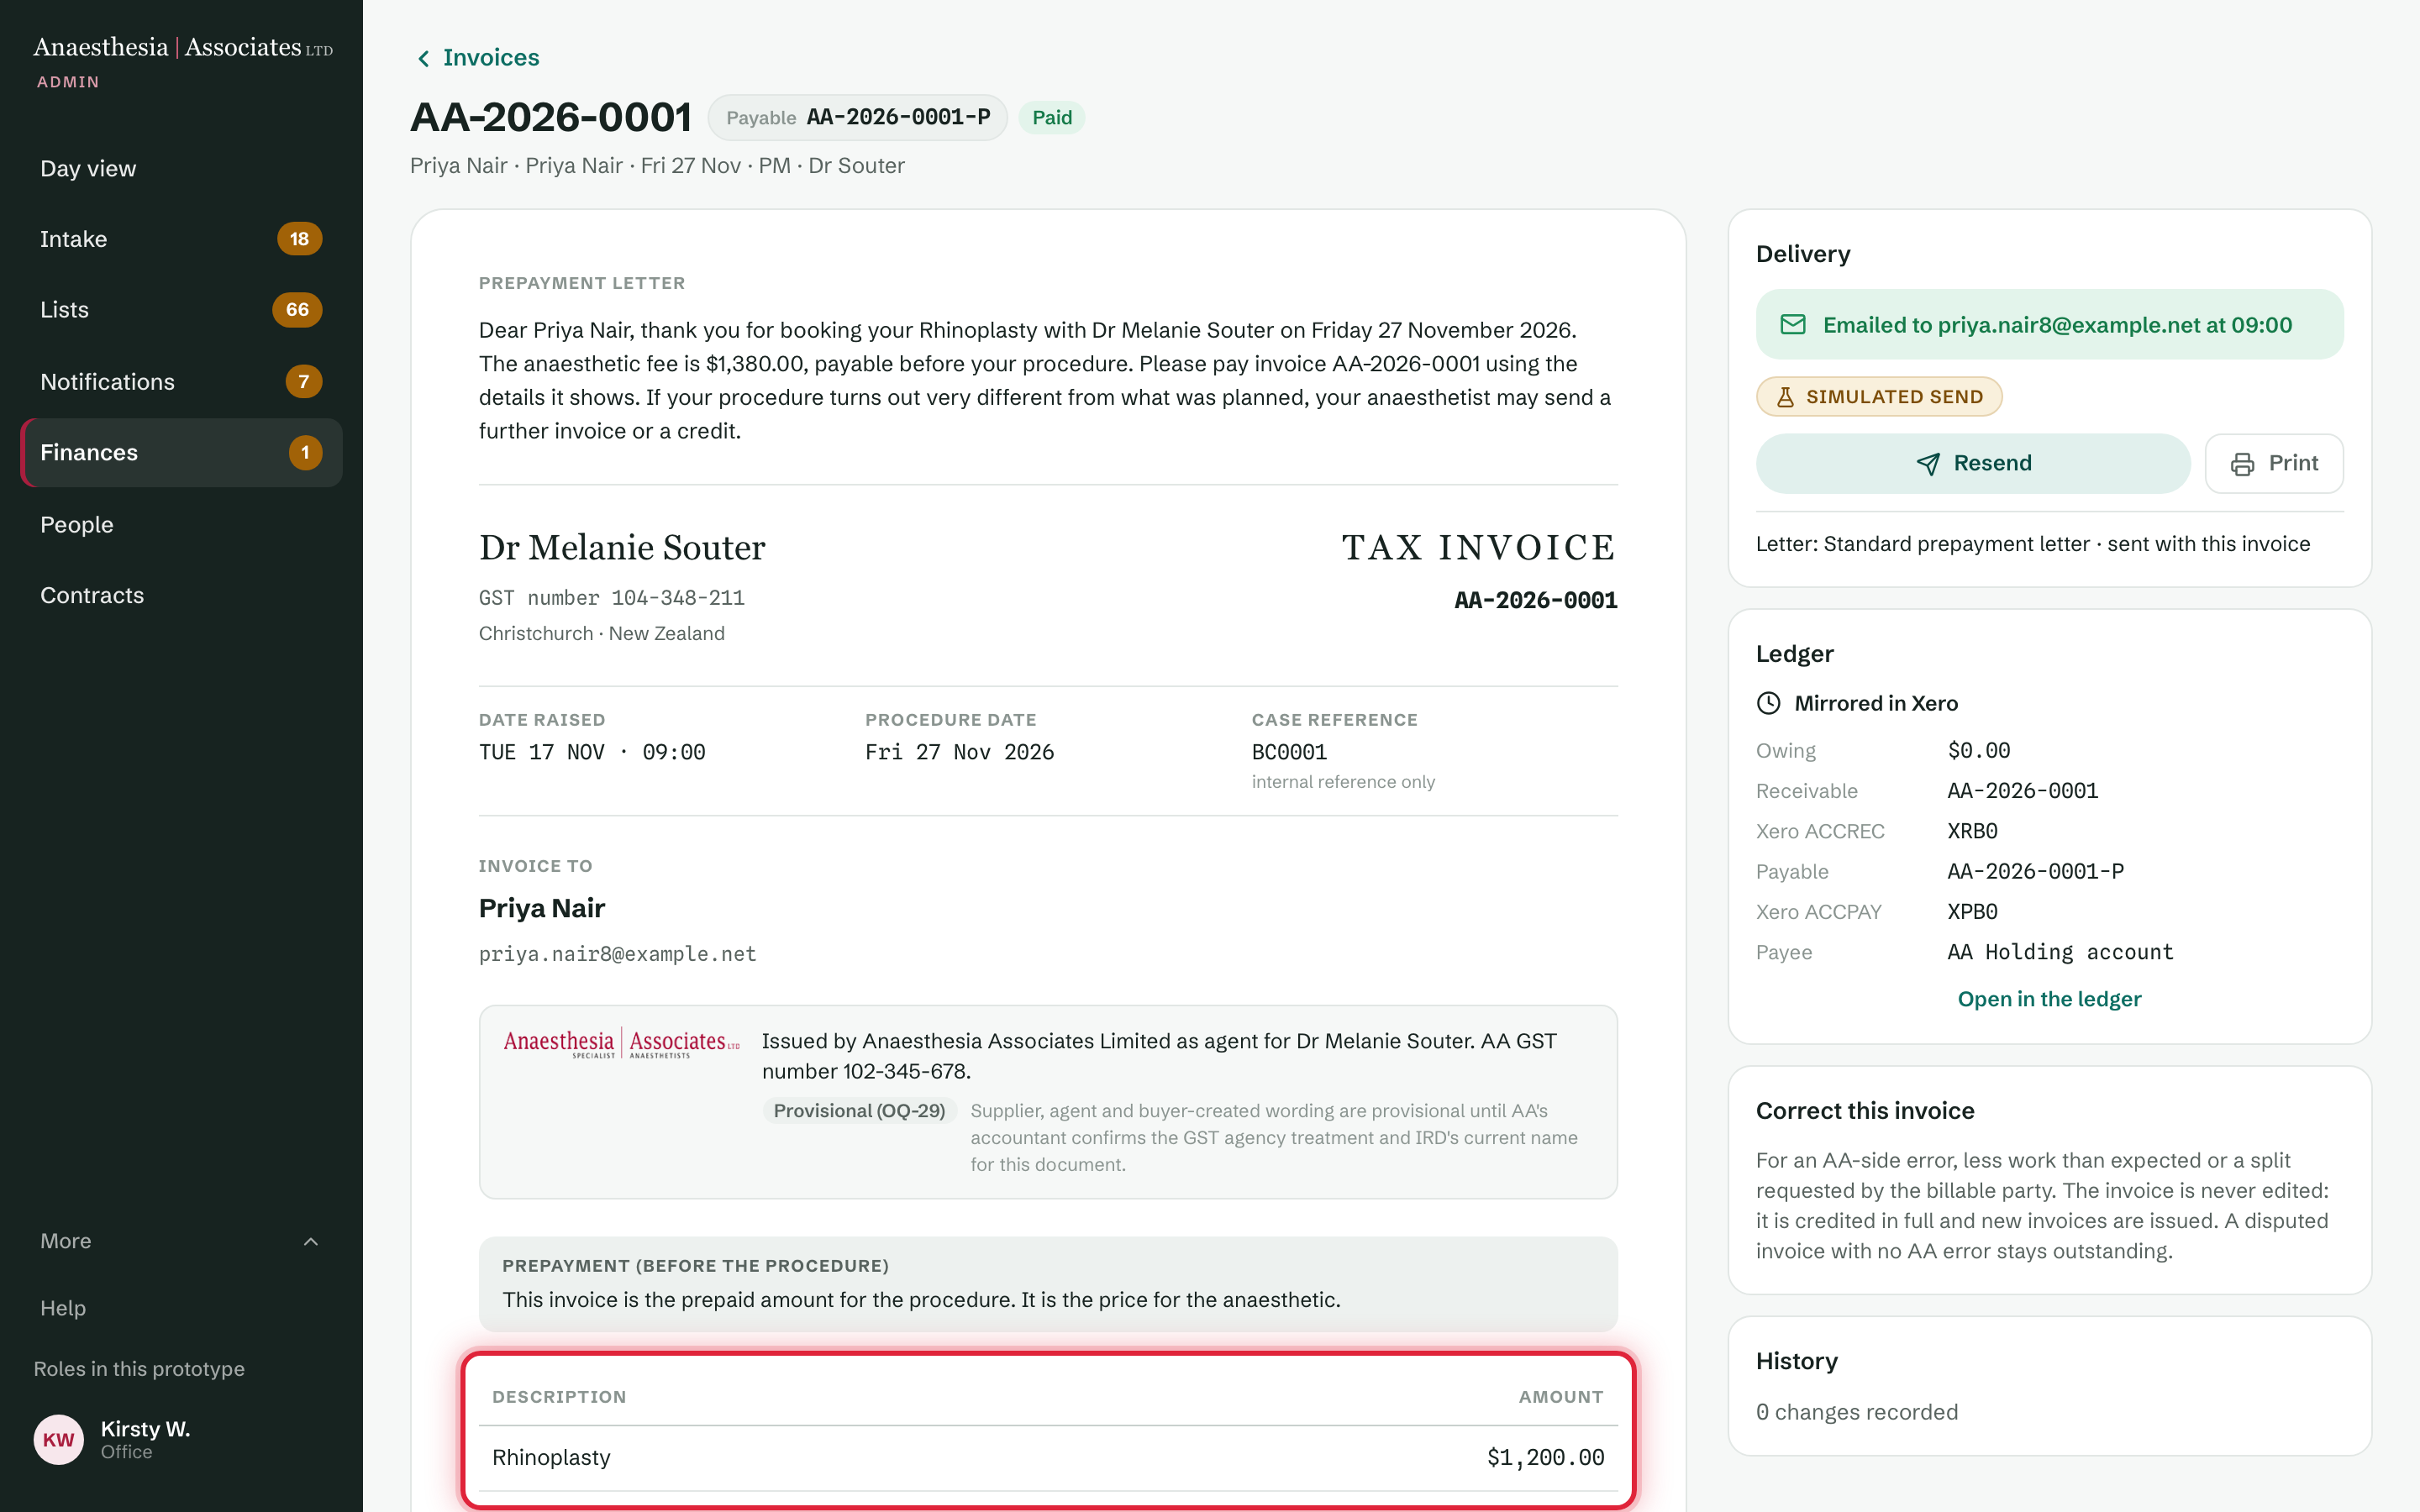 Anaesthesia | Associates LTD
ADMIN
Day view
Intake 18
Lists 66
Notifications 7
Finances 1
People
Contracts
More
Help
Roles in this prototype
KW
Kirsty W.
Office
Invoices
AA-2026-0001 Payable AA-2026-0001-P Paid
Priya Nair · Priya Nair · Fri 27 Nov · PM · Dr Souter
PREPAYMENT LETTER
Dear Priya Nair, thank you for booking your Rhinoplasty with Dr Melanie Souter on Friday 27 November 2026.
The anaesthetic fee is $1,380.00, payable before your procedure. Please pay invoice AA-2026-0001 using the
details it shows. If your procedure turns out very different from what was planned, your anaesthetist may send a
further invoice or a credit.
Dr Melanie Souter
GST number 104-348-211
Christchurch · New Zealand
TAX INVOICE
AA-2026-0001
DATE RAISED
TUE 17 NOV · 09:00
PROCEDURE DATE
Fri 27 Nov 2026
CASE REFERENCE
BC0001
internal reference only
INVOICE TO
Priya Nair
priya.nair8@example.net
Anaesthesia | Associates LTD
SPECIALIST ANAESTHETISTS
Issued by Anaesthesia Associates Limited as agent for Dr Melanie Souter. AA GST
number 102-345-678.
Provisional (OQ-29)
Supplier, agent and buyer-created wording are provisional until AA's
accountant confirms the GST agency treatment and IRD's current name
for this document.
PREPAYMENT (BEFORE THE PROCEDURE)
This invoice is the prepaid amount for the procedure. It is the price for the anaesthetic.
DESCRIPTION AMOUNT
Rhinoplasty $1,200.00
Delivery
Emailed to priya.nair8@example.net at 09:00
SIMULATED SEND
Resend
Print
Letter: Standard prepayment letter · sent with this invoice
Ledger
Mirrored in Xero
Owing $0.00
Receivable AA-2026-0001
Xero ACCREC XRB0
Payable AA-2026-0001-P
Xero ACCPAY XPB0
Payee AA Holding account
Open in the ledger
Correct this invoice
For an AA-side error, less work than expected or a split
requested by the billable party. The invoice is never edited:
it is credited in full and new invoices are issued. A disputed
invoice with no AA error stays outstanding.
History
0 changes recorded